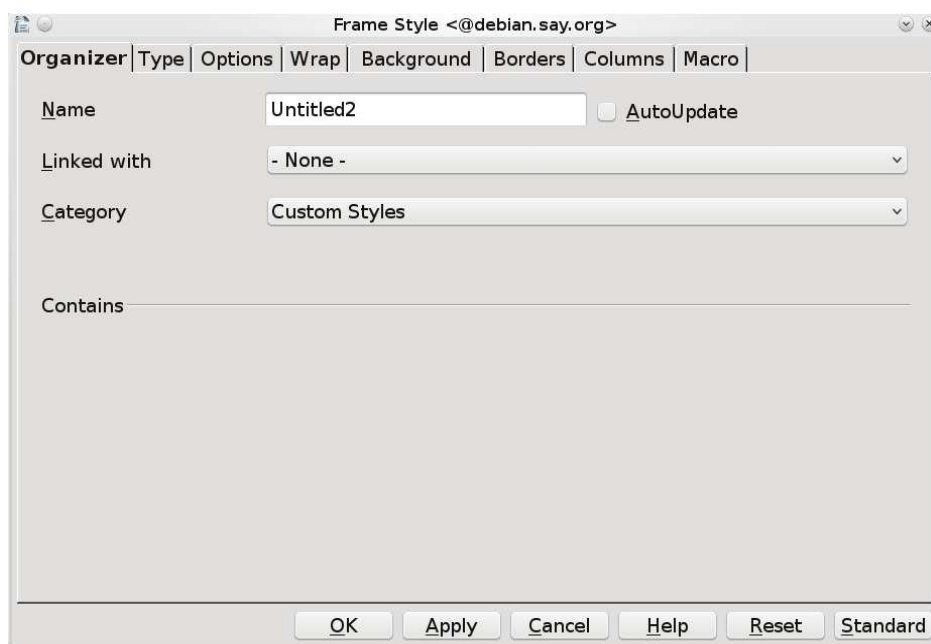 Frame Style <@debian.say.org>
Organizer Type Options Wrap Background Borders Columns Macro
Name Untitled2 AutoUpdate
Linked with - None -
Category Custom Styles
Contains
OK Apply Cancel Help Reset Standard